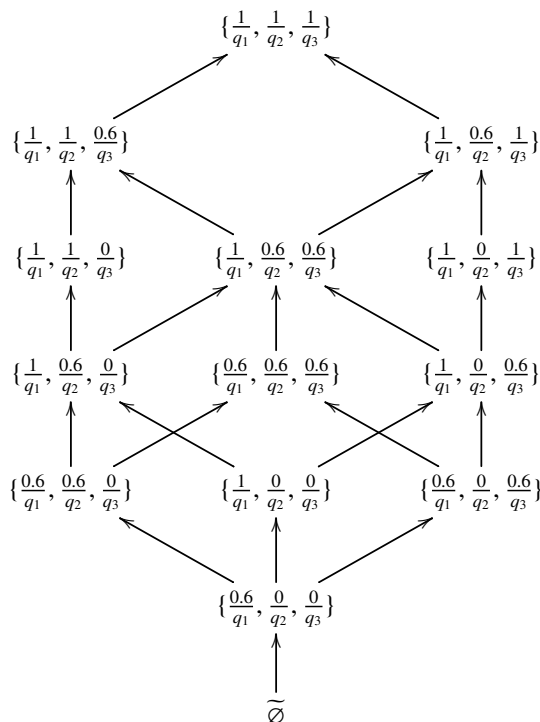 {1/q₁, 1/q₂, 1/q₃}
{1/q₁, 1/q₂, 0.6/q₃} {1/q₁, 0.6/q₂, 1/q₃}
{1/q₁, 1/q₂, 0/q₃} {1/q₁, 0.6/q₂, 0.6/q₃} {1/q₁, 0/q₂, 1/q₃}
{1/q₁, 0.6/q₂, 0/q₃} {0.6/q₁, 0.6/q₂, 0.6/q₃} {1/q₁, 0/q₂, 0.6/q₃}
{0.6/q₁, 0.6/q₂, 0/q₃} {1/q₁, 0/q₂, 0/q₃} {0.6/q₁, 0/q₂, 0.6/q₃}
{0.6/q₁, 0/q₂, 0/q₃}
∅̃